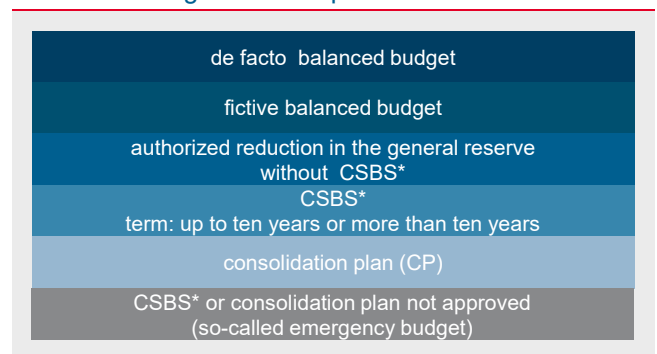 de facto balanced budget
fictive balanced budget
authorized reduction in the general reserve
without CSBS*
CSBS*
term: up to ten years or more than ten years
consolidation plan (CP)
CSBS* or consolidation plan not approved
(so-called emergency budget)